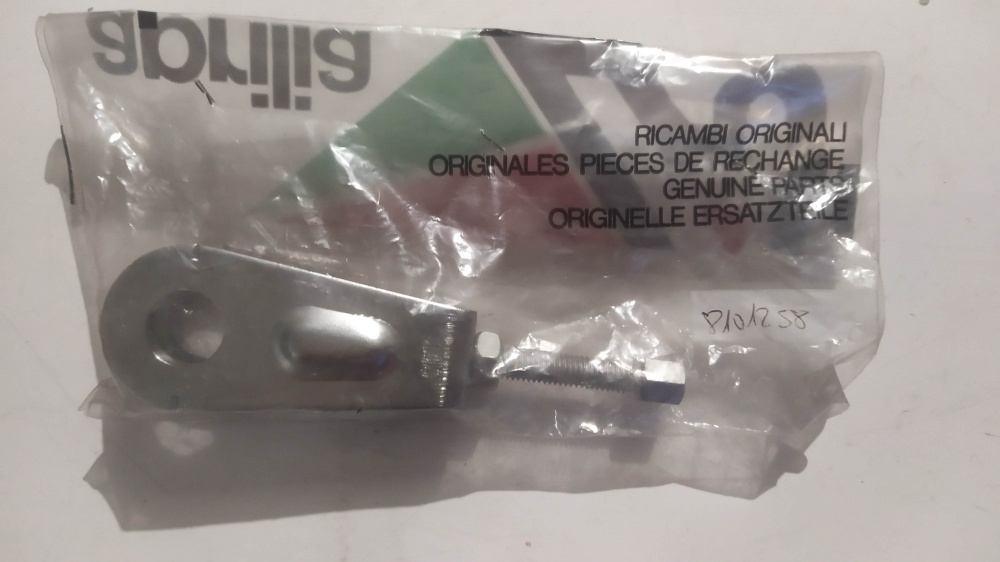 aprilia
RICAMBI ORIGINALI
ORIGINALES PIECES DE RECHANGE
GENUINE PARTS
ORIGINELLE ERSATZTEILE
8101258